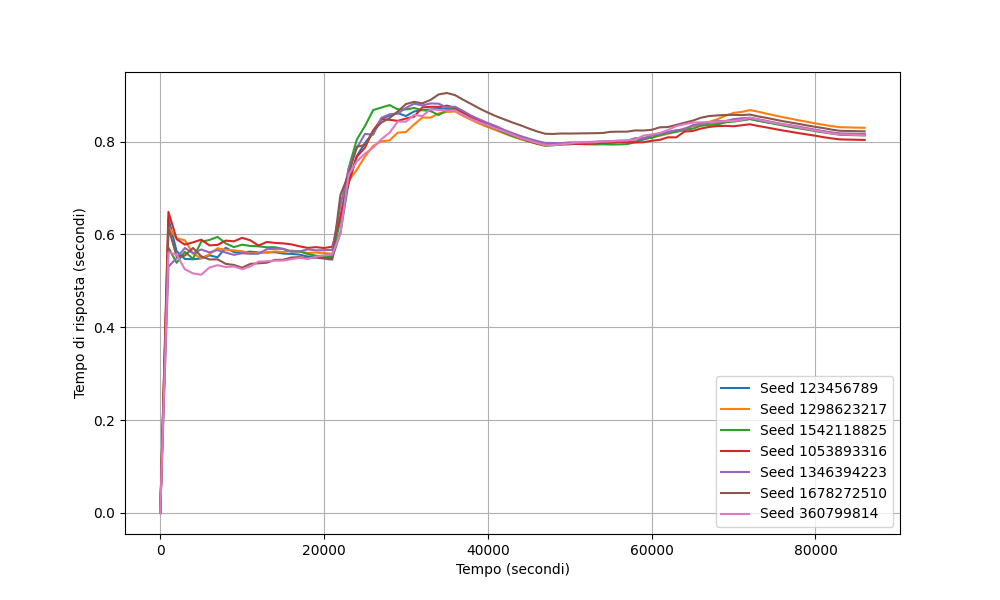 Tempo di risposta (secondi)
0.8
0.6
0.4
0.2
0.0
0
20000
40000
60000
80000
Tempo (secondi)
Seed 123456789
Seed 1298623217
Seed 1542118825
Seed 1053893316
Seed 1346394223
Seed 1678272510
Seed 360799814